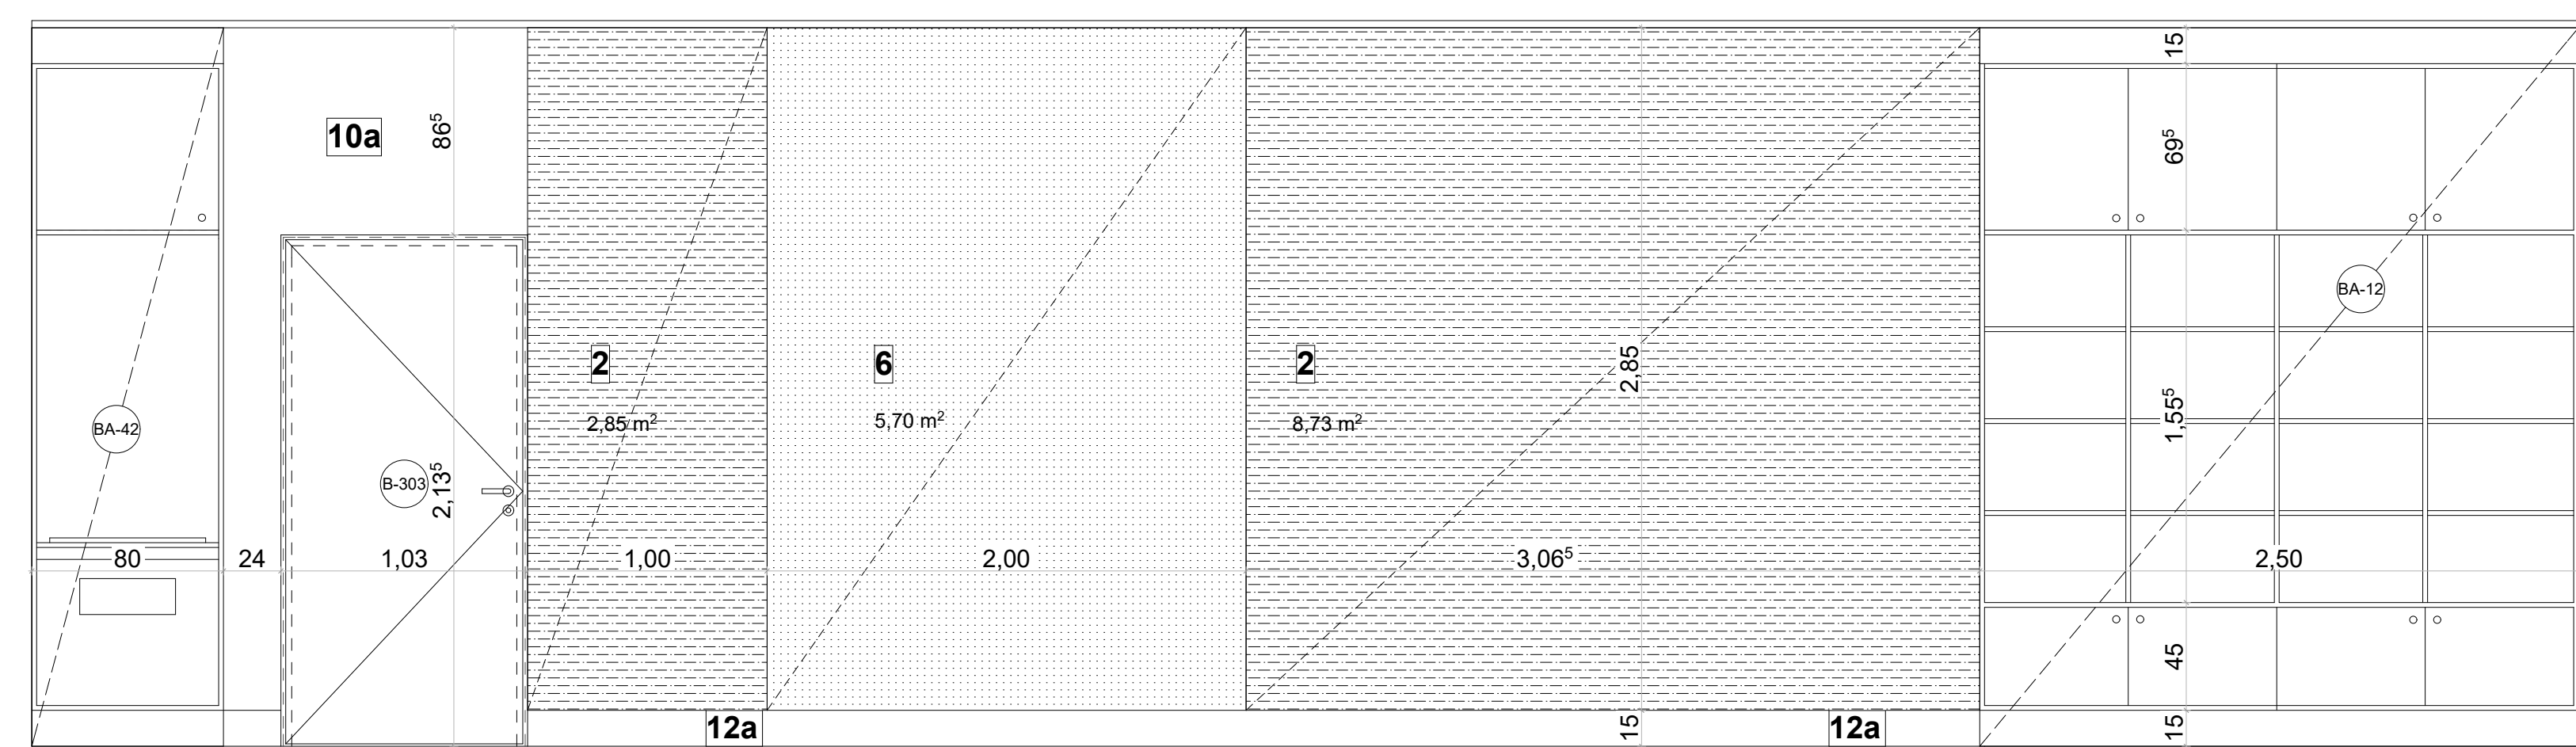 15
10a
86⁵
69⁵
BA-12
2
6
2
2,85
2,85 m²
5,70 m²
8,73 m²
1,55⁵
BA-42
B-303
2,13⁵
80
24
1,03
1,00
2,00
3,06⁵
2,50
45
12a
15
12a
15